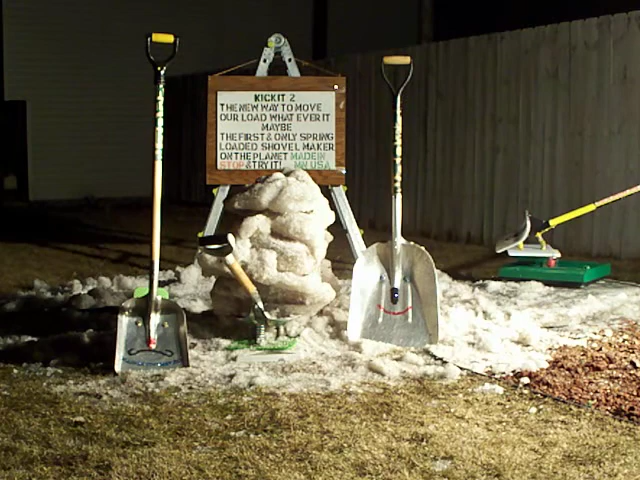 KICKIT 2
THE NEW WAY TO MOVE
OUR LOAD WHAT EVER IT
MAYBE
THE FIRST & ONLY SPRING
LOADED SHOVEL MAKER
ON THE PLANET MADE IN
STOP & TRY IT! MN USA